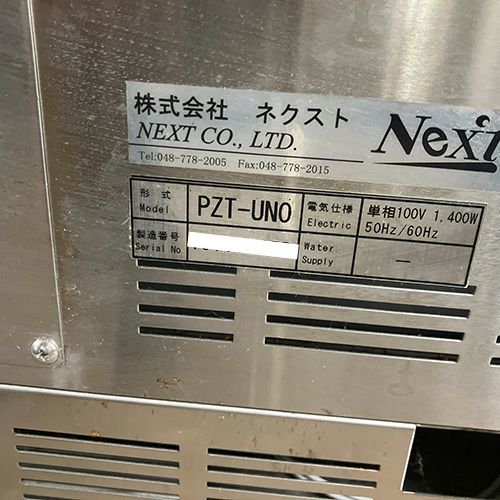 株式会社 ネクスト
NEXT CO., LTD.
Tel:048-778-2005 Fax:048-778-2015
Next
形 式
Model
PZT-UNO
電気仕様
Electric
単相100V 1,400W
50Hz/60Hz
製造番号
Serial No
Water
Supply
—